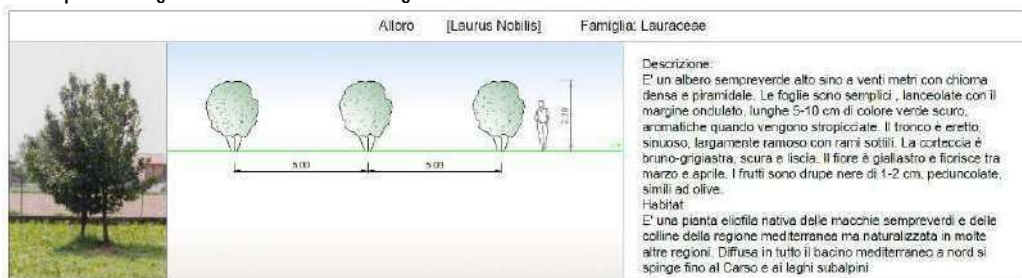 Alloro [Laurus Nobilis] Famiglia: Lauraceae
5.00 5.00
Descrizione:
E' un albero sempreverde alto sino a venti metri con chioma
densa e piramidale. Le foglie sono semplici , lanceolate con il
margine ondulato, lunghe 5-10 cm di colore verde scuro,
aromatiche quando vengono stropicciate. Il tronco è eretto,
sinuoso, largamente ramoso con rami sottili. La corteccia è
bruno-grigiastra, scura e liscia. Il fiore è giallastro e fiorisce tra
marzo e aprile. I frutti sono drupe nere di 1-2 cm, peduncolate,
simili ad olive.
Habitat
E' una pianta eliofila nativa delle macchie sempreverdi e delle
colline della regione mediterranea ma naturalizzata in molte
altre regioni. Diffusa in tutto il bacino mediterraneo a nord si
spinge fino al Carso e ai laghi subalpini